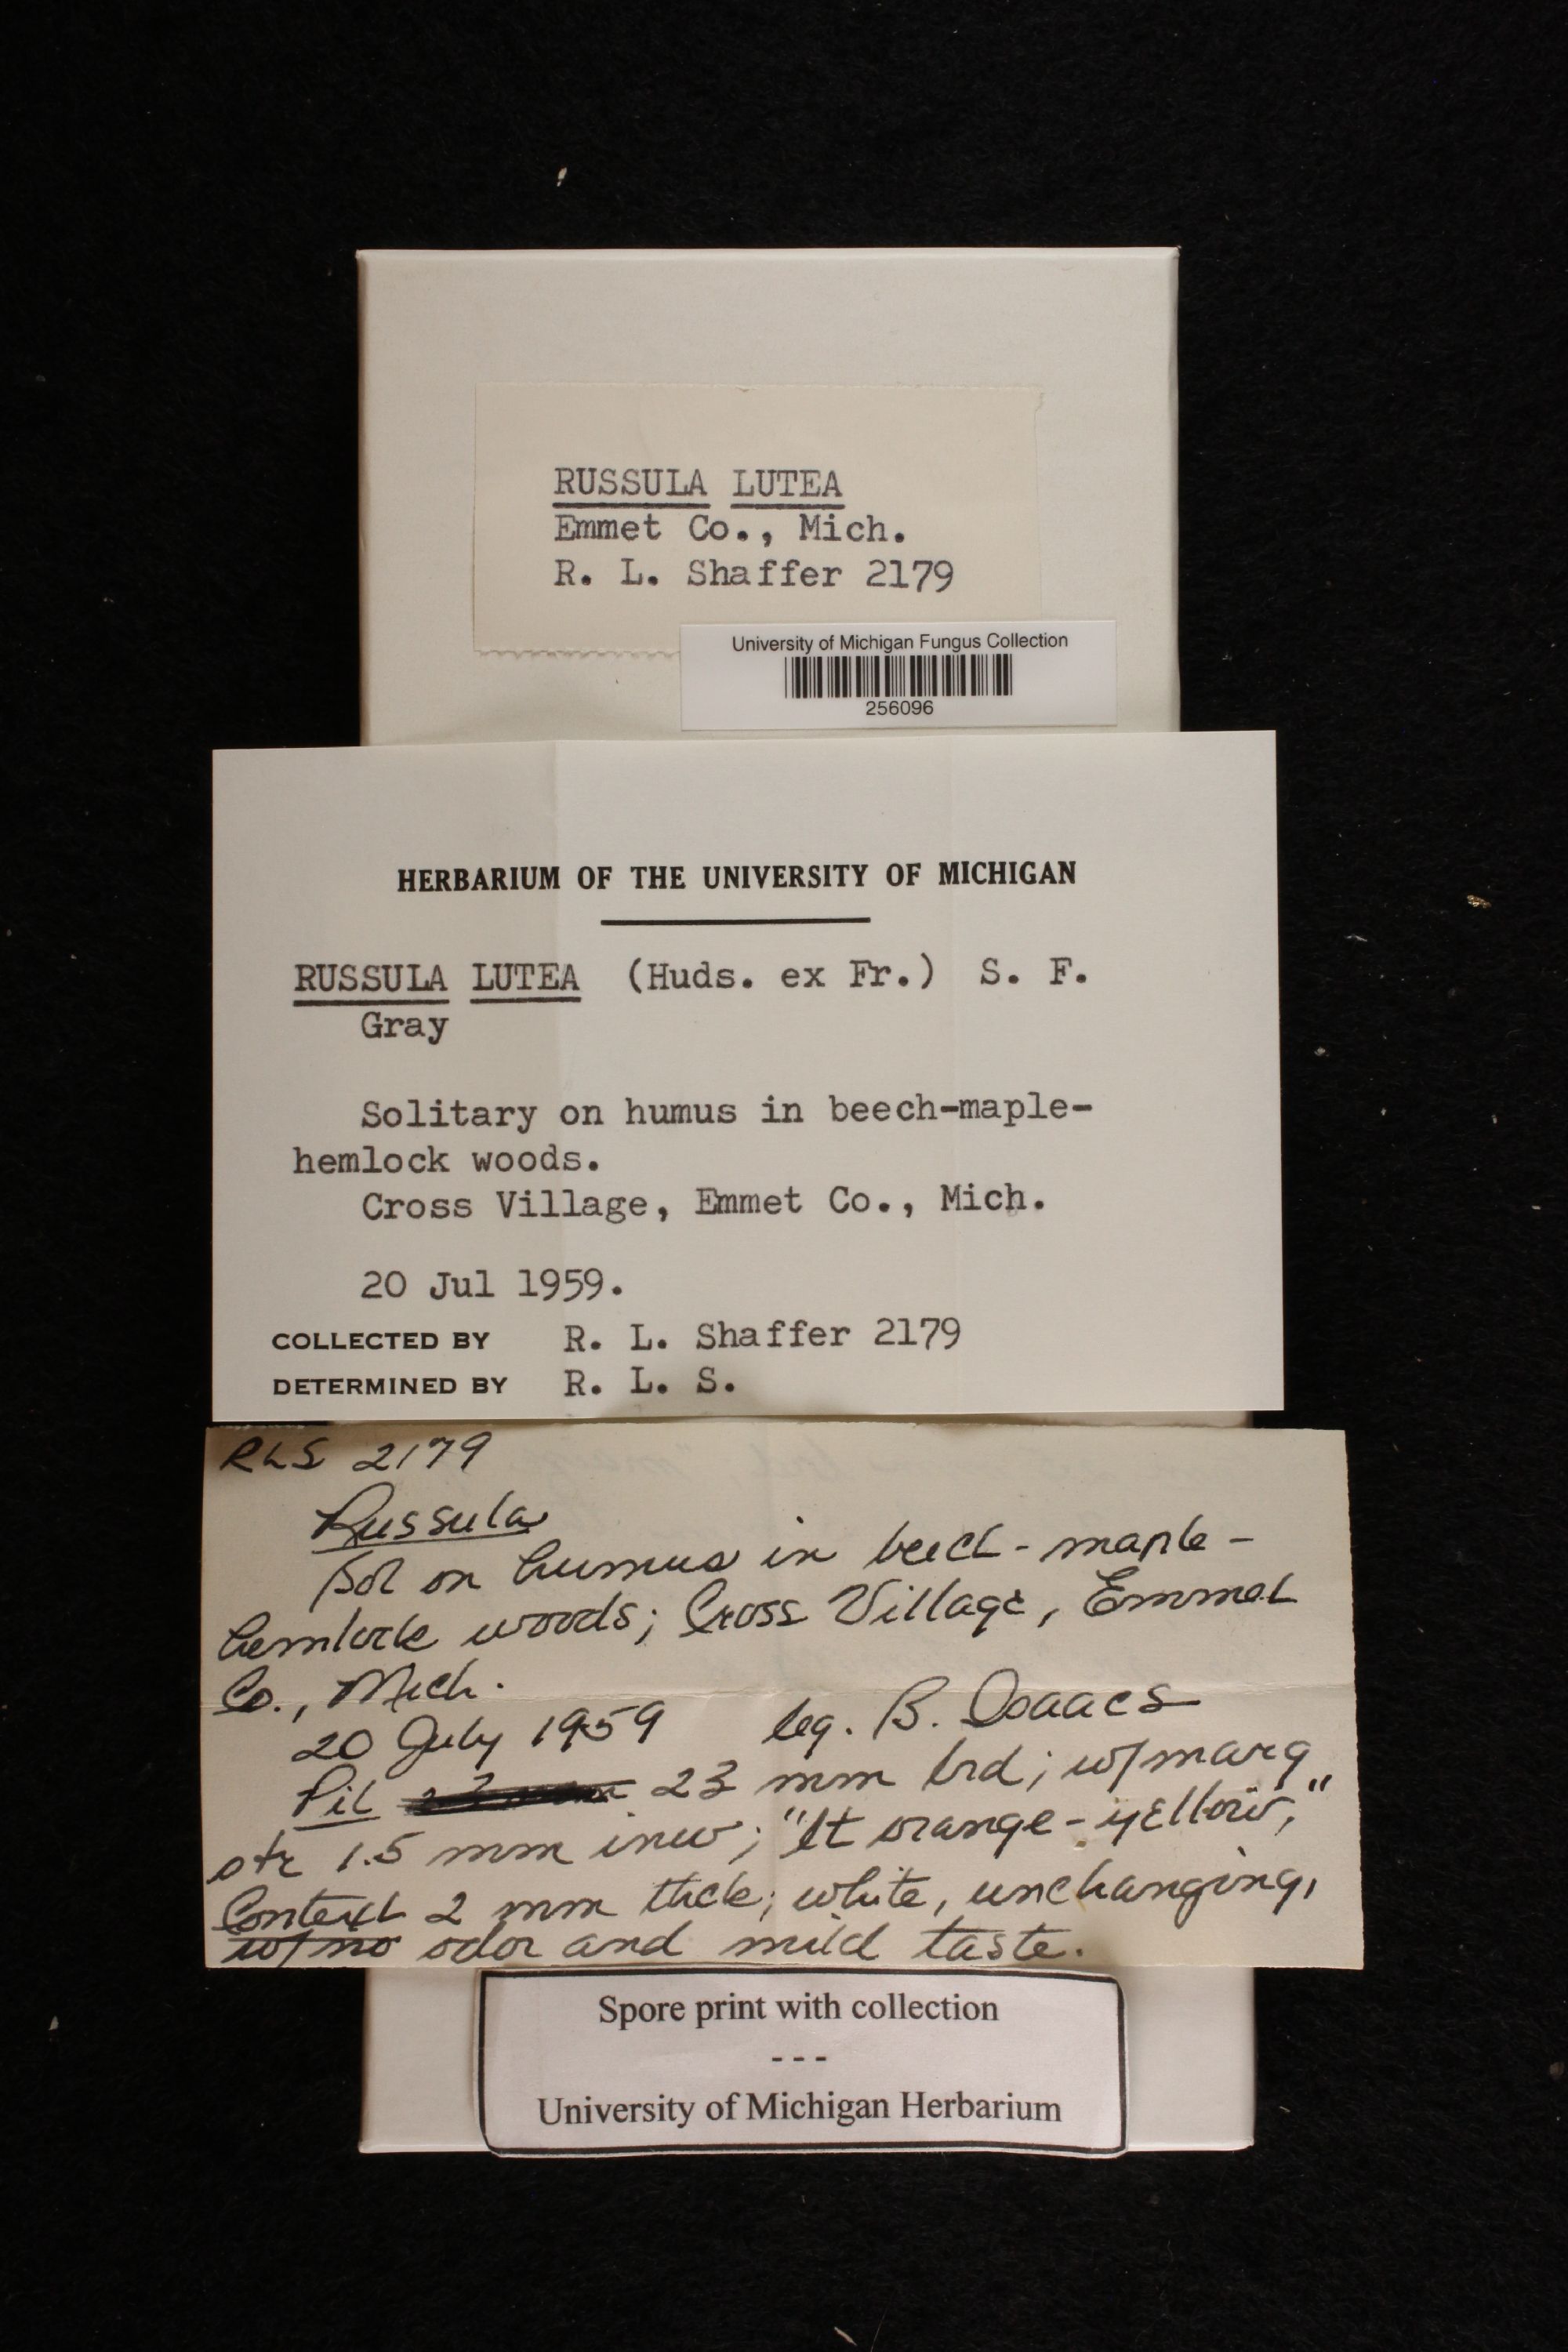 RUSSULA LUTEA
Emmet Co., Mich.
R. L. Shaffer 2179
University of Michigan Fungus Collection
256096
HERBARIUM OF THE UNIVERSITY OF MICHIGAN
RUSSULA LUTEA (Huds. ex Fr.) S. F.
Gray
Solitary on humus in beech-maple-
hemlock woods.
Cross Village, Emmet Co., Mich.
20 Jul 1959.
COLLECTED BY R. L. Shaffer 2179
DETERMINED BY R. L. S.
RLS 2179
Russula
Sol on humus in beech-maple-
hemlock woods; Cross Village, Emmet
Co., Mich.
20 July 1959 leg. B. Isaacs
Pil 23 mm brd; w/marg
str 1.5 mm inw; "lt orange-yellow,"
Context 2 mm thck; white, unchanging,
w/no odor and mild taste.
Spore print with collection
---
University of Michigan Herbarium